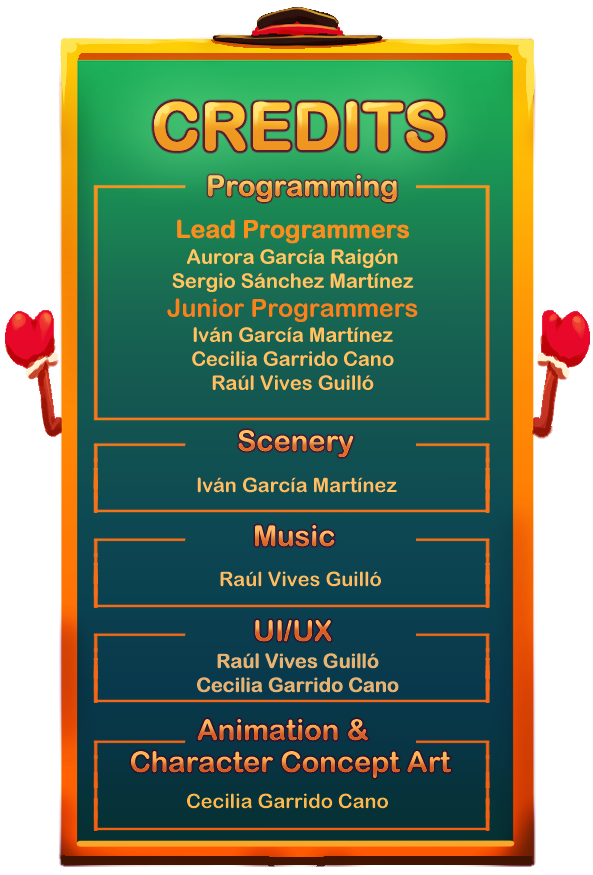 CREDITS
Programming
Lead Programmers
Aurora García Raigón
Sergio Sánchez Martínez
Junior Programmers
Iván García Martínez
Cecilia Garrido Cano
Raúl Vives Guilló
Scenery
Iván García Martínez
Music
Raúl Vives Guilló
UI/UX
Raúl Vives Guilló
Cecilia Garrido Cano
Animation &
Character Concept Art
Cecilia Garrido Cano